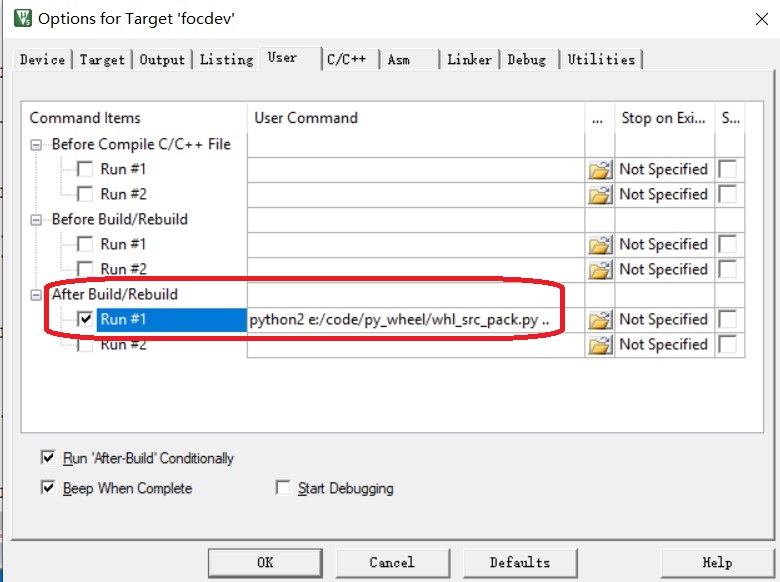 Options for Target 'focdev'
Device Target Output Listing User C/C++ Asm Linker Debug Utilities
Command Items User Command ... Stop on Exi... S...
Before Compile C/C++ File
Run #1 Not Specified
Run #2 Not Specified
Before Build/Rebuild
Run #1 Not Specified
Run #2 Not Specified
After Build/Rebuild
Run #1 python2 e:/code/py_wheel/whl_src_pack.py .. Not Specified
Run #2 Not Specified
Run 'After-Build' Conditionally
Beep When Complete Start Debugging
OK Cancel Defaults Help